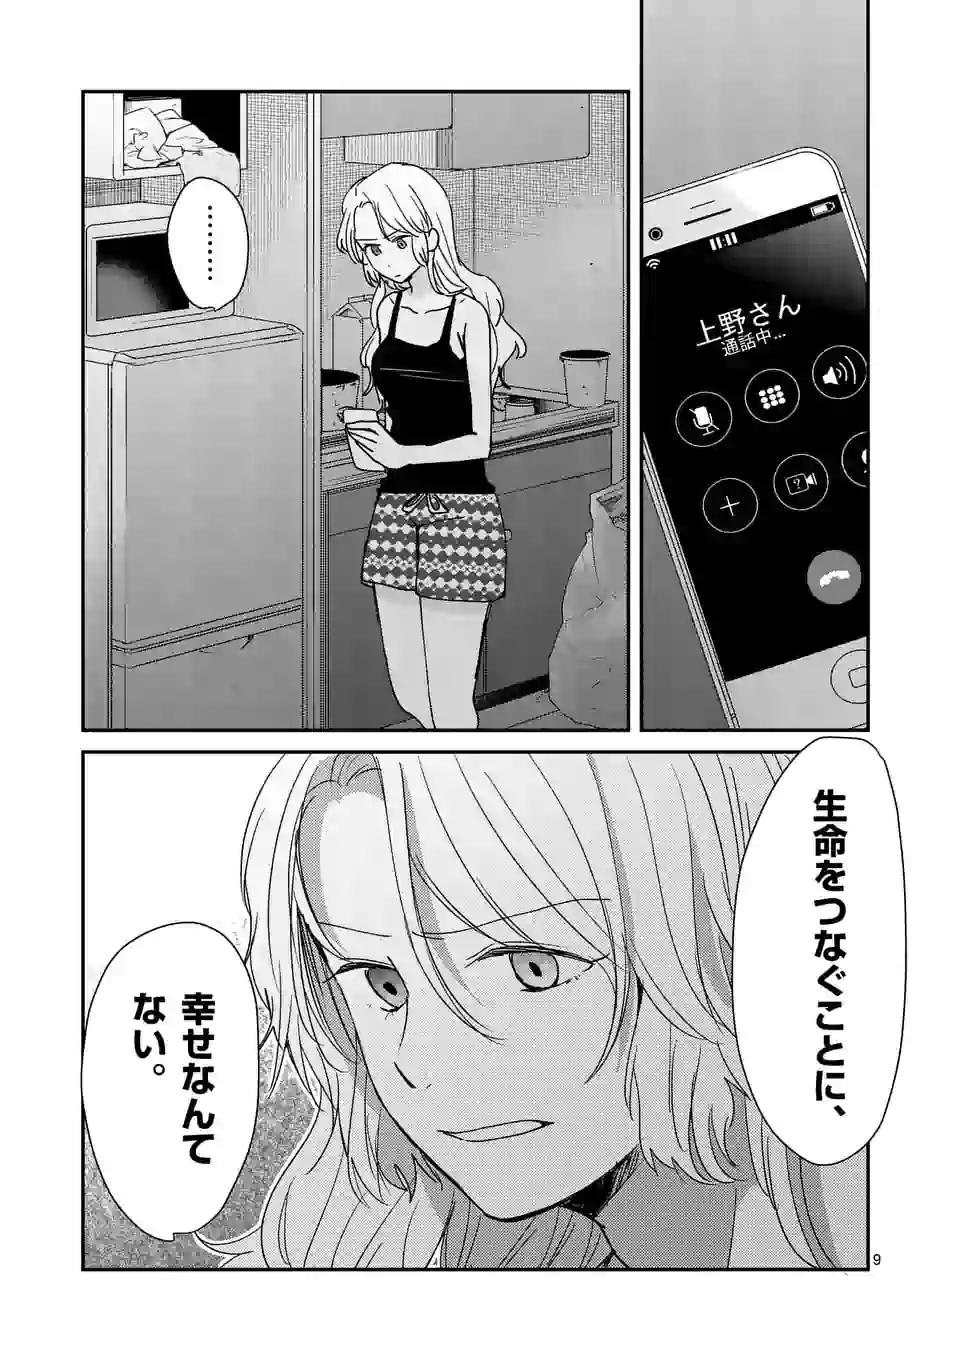 11:11
上野さん
通話中…
………
生命をつなぐことに、
幸せなんて
ない。
9